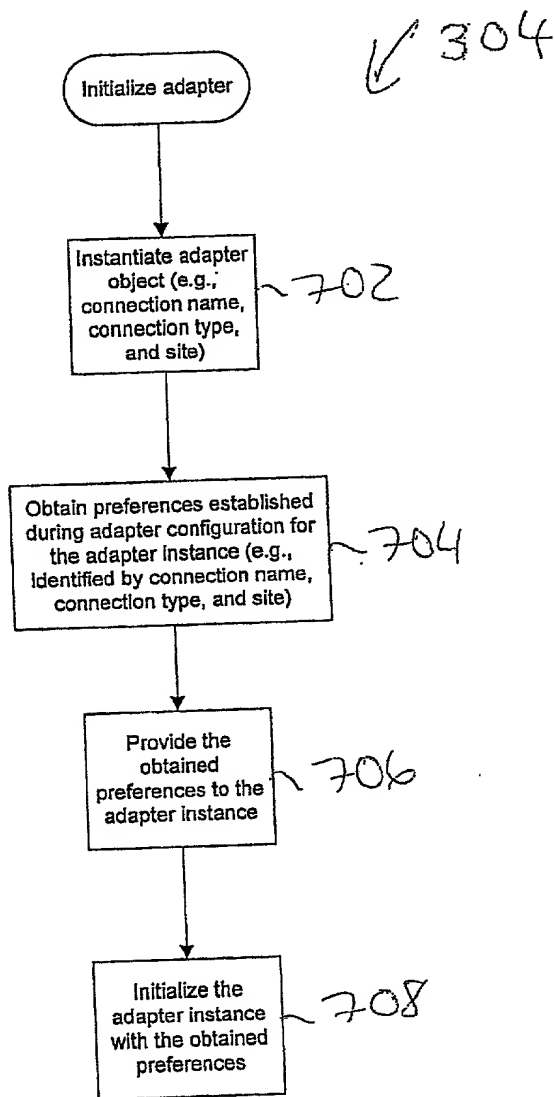 304
Initialize adapter
Instantiate adapter
object (e.g.,
connection name,
connection type,
and site)
702
Obtain preferences established
during adapter configuration for
the adapter instance (e.g.,
identified by connection name,
connection type, and site)
704
Provide the
obtained
preferences to the
adapter instance
706
Initialize the
adapter instance
with the obtained
preferences
708